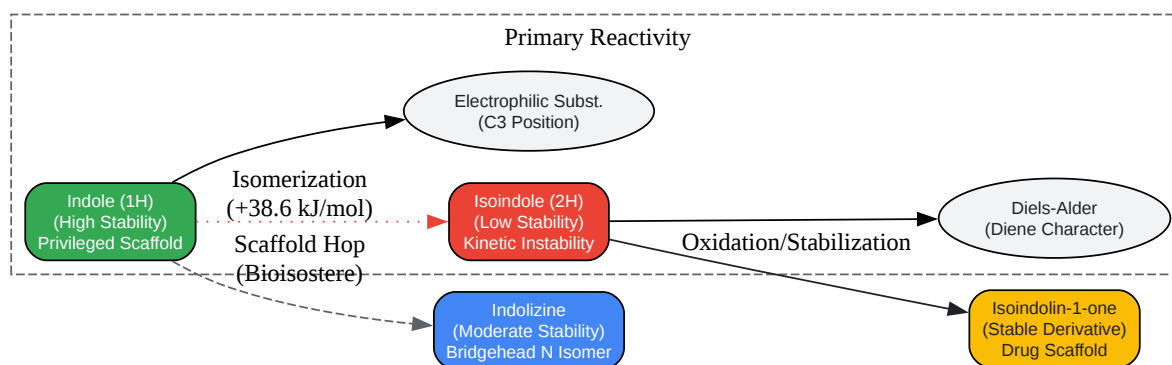 Primary Reactivity
Electrophilic Subst.
(C3 Position)
Indole (1H)
(High Stability)
Privileged Scaffold
Isomerization
(+38.6 kJ/mol)
Scaffold Hop
(Bioisostere)
Isoindole (2H)
(Low Stability)
Kinetic Instability
Oxidation/Stabilization
Diels-Alder
(Diene Character)
Indolizine
(Moderate Stability)
Bridgehead N Isomer
Isoindolin-1-one
(Stable Derivative)
Drug Scaffold